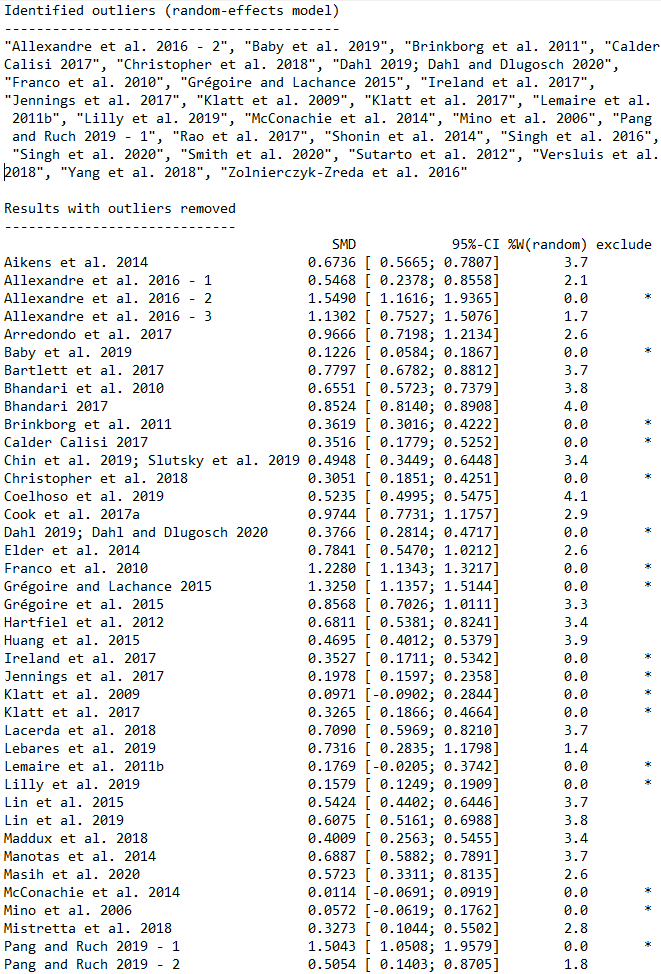 Identified outliers (random-effects model)
-------------------------------------------
"Allexandre et al. 2016 - 2", "Baby et al. 2019", "Brinkborg et al. 2011", "Calder
Calisi 2017", "Christopher et al. 2018", "Dahl 2019; Dahl and Dlugosch 2020",
"Franco et al. 2010", "Grégoire and Lachance 2015", "Ireland et al. 2017",
"Jennings et al. 2017", "Klatt et al. 2009", "Klatt et al. 2017", "Lemaire et al.
2011b", "Lilly et al. 2019", "McConachie et al. 2014", "Mino et al. 2006", "Pang
and Ruch 2019 - 1", "Rao et al. 2017", "Shonin et al. 2014", "Singh et al. 2016",
"Singh et al. 2020", "Smith et al. 2020", "Sutarto et al. 2012", "Versluis et al.
2018", "Yang et al. 2018", "Zolnierczyk-Zreda et al. 2016"
Results with outliers removed
-----------------------------
SMD 95%-CI %W(random) exclude
Aikens et al. 2014 0.6736 [ 0.5665; 0.7807] 3.7
Allexandre et al. 2016 - 1 0.5468 [ 0.2378; 0.8558] 2.1
Allexandre et al. 2016 - 2 1.5490 [ 1.1616; 1.9365] 0.0 *
Allexandre et al. 2016 - 3 1.1302 [ 0.7527; 1.5076] 1.7
Arredondo et al. 2017 0.9666 [ 0.7198; 1.2134] 2.6
Baby et al. 2019 0.1226 [ 0.0584; 0.1867] 0.0 *
Bartlett et al. 2017 0.7797 [ 0.6782; 0.8812] 3.7
Bhandari et al. 2010 0.6551 [ 0.5723; 0.7379] 3.8
Bhandari 2017 0.8524 [ 0.8140; 0.8908] 4.0
Brinkborg et al. 2011 0.3619 [ 0.3016; 0.4222] 0.0 *
Calder Calisi 2017 0.3516 [ 0.1779; 0.5252] 0.0 *
Chin et al. 2019; Slutsky et al. 2019 0.4948 [ 0.3449; 0.6448] 3.4
Christopher et al. 2018 0.3051 [ 0.1851; 0.4251] 0.0 *
Coelhoso et al. 2019 0.5235 [ 0.4995; 0.5475] 4.1
Cook et al. 2017a 0.9744 [ 0.7731; 1.1757] 2.9
Dahl 2019; Dahl and Dlugosch 2020 0.3766 [ 0.2814; 0.4717] 0.0 *
Elder et al. 2014 0.7841 [ 0.5470; 1.0212] 2.6
Franco et al. 2010 1.2280 [ 1.1343; 1.3217] 0.0 *
Grégoire and Lachance 2015 1.3250 [ 1.1357; 1.5144] 0.0 *
Grégoire et al. 2015 0.8568 [ 0.7026; 1.0111] 3.3
Hartfiel et al. 2012 0.6811 [ 0.5381; 0.8241] 3.4
Huang et al. 2015 0.4695 [ 0.4012; 0.5379] 3.9
Ireland et al. 2017 0.3527 [ 0.1711; 0.5342] 0.0 *
Jennings et al. 2017 0.1978 [ 0.1597; 0.2358] 0.0 *
Klatt et al. 2009 0.0971 [-0.0902; 0.2844] 0.0 *
Klatt et al. 2017 0.3265 [ 0.1866; 0.4664] 0.0 *
Lacerda et al. 2018 0.7090 [ 0.5969; 0.8210] 3.7
Lebares et al. 2019 0.7316 [ 0.2835; 1.1798] 1.4
Lemaire et al. 2011b 0.1769 [-0.0205; 0.3742] 0.0 *
Lilly et al. 2019 0.1579 [ 0.1249; 0.1909] 0.0 *
Lin et al. 2015 0.5424 [ 0.4402; 0.6446] 3.7
Lin et al. 2019 0.6075 [ 0.5161; 0.6988] 3.8
Maddux et al. 2018 0.4009 [ 0.2563; 0.5455] 3.4
Manotas et al. 2014 0.6887 [ 0.5882; 0.7891] 3.7
Masih et al. 2020 0.5723 [ 0.3311; 0.8135] 2.6
McConachie et al. 2014 0.0114 [-0.0691; 0.0919] 0.0 *
Mino et al. 2006 0.0572 [-0.0619; 0.1762] 0.0 *
Mistretta et al. 2018 0.3273 [ 0.1044; 0.5502] 2.8
Pang and Ruch 2019 - 1 1.5043 [ 1.0508; 1.9579] 0.0 *
Pang and Ruch 2019 - 2 0.5054 [ 0.1403; 0.8705] 1.8